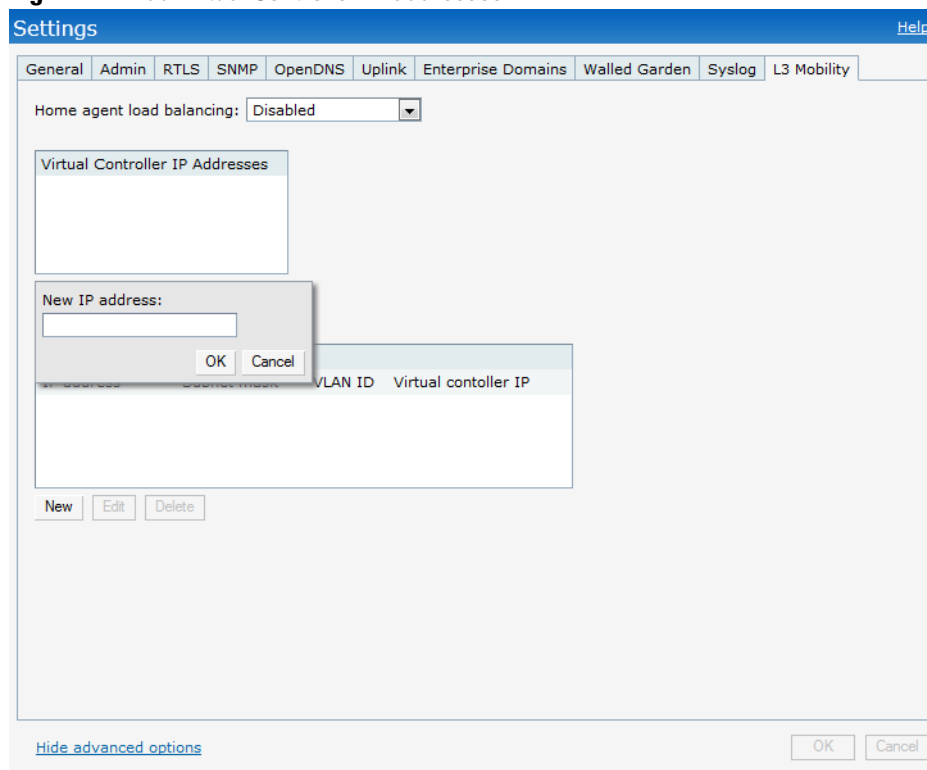 Settings
Help
General Admin RTLS SNMP OpenDNS Uplink Enterprise Domains Walled Garden Syslog L3 Mobility
Home agent load balancing: Disabled
Virtual Controller IP Addresses
New IP address:
OK Cancel
VLAN ID Virtual contoller IP
New Edit Delete
Hide advanced options
OK Cancel